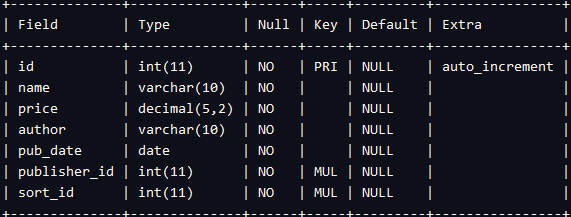 +--------------+--------------+------+-----+---------+----------------+
| Field        | Type         | Null | Key | Default | Extra          |
+--------------+--------------+------+-----+---------+----------------+
| id           | int(11)      | NO   | PRI | NULL    | auto_increment |
| name         | varchar(10)  | NO   |     | NULL    |                |
| price        | decimal(5,2) | NO   |     | NULL    |                |
| author       | varchar(10)  | NO   |     | NULL    |                |
| pub_date     | date         | NO   |     | NULL    |                |
| publisher_id | int(11)      | NO   | MUL | NULL    |                |
| sort_id      | int(11)      | NO   | MUL | NULL    |                |
+--------------+--------------+------+-----+---------+----------------+